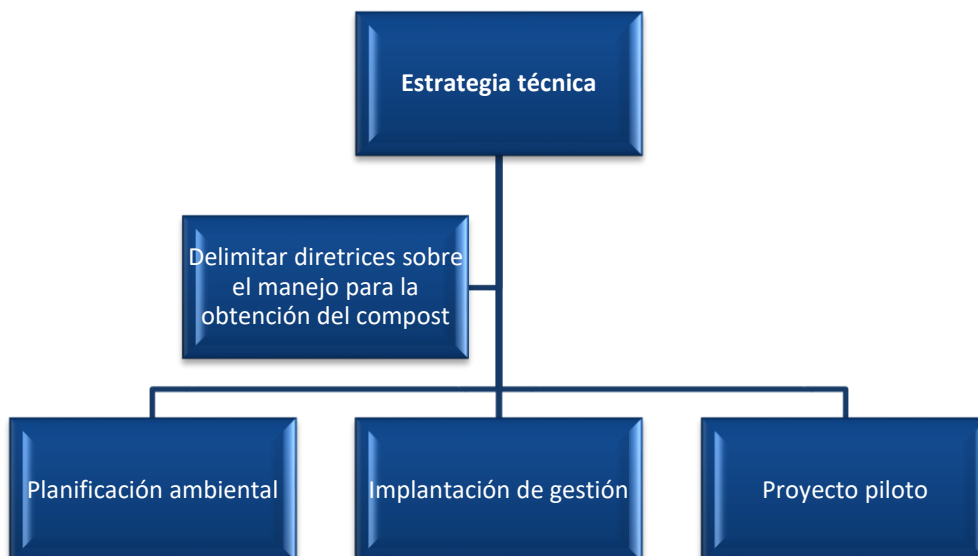 Estrategia técnica
Delimitar diretrices sobre
el manejo para la
obtención del compost
Planificación ambiental
Implantación de gestión
Proyecto piloto